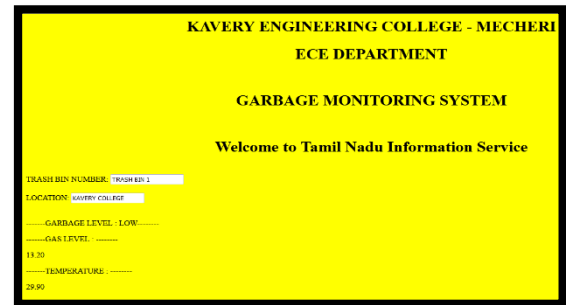 KAVERY ENGINEERING COLLEGE - MECHERI
ECE DEPARTMENT
GARBAGE MONITORING SYSTEM
Welcome to Tamil Nadu Information Service
TRASH BIN NUMBER: TRASH BIN 1
LOCATION: KAVERY COLLEGE
-------GARBAGE LEVEL : LOW--------
-------GAS LEVEL : --------
13.20
-------TEMPERATURE : --------
29.90